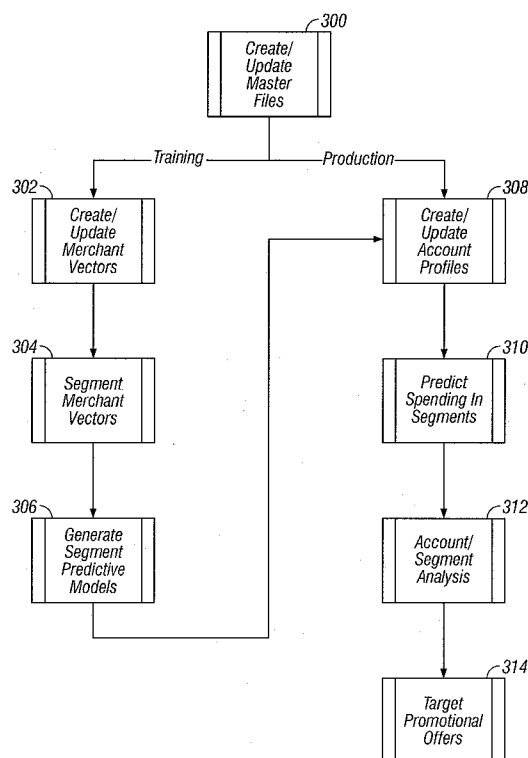 300
Create/
Update
Master
Files
Training
Production
302
Create/
Update
Merchant
Vectors
308
Create/
Update
Account
Profiles
304
Segment
Merchant
Vectors
310
Predict
Spending In
Segments
306
Generate
Segment
Predictive
Models
312
Account/
Segment
Analysis
314
Target
Promotional
Offers